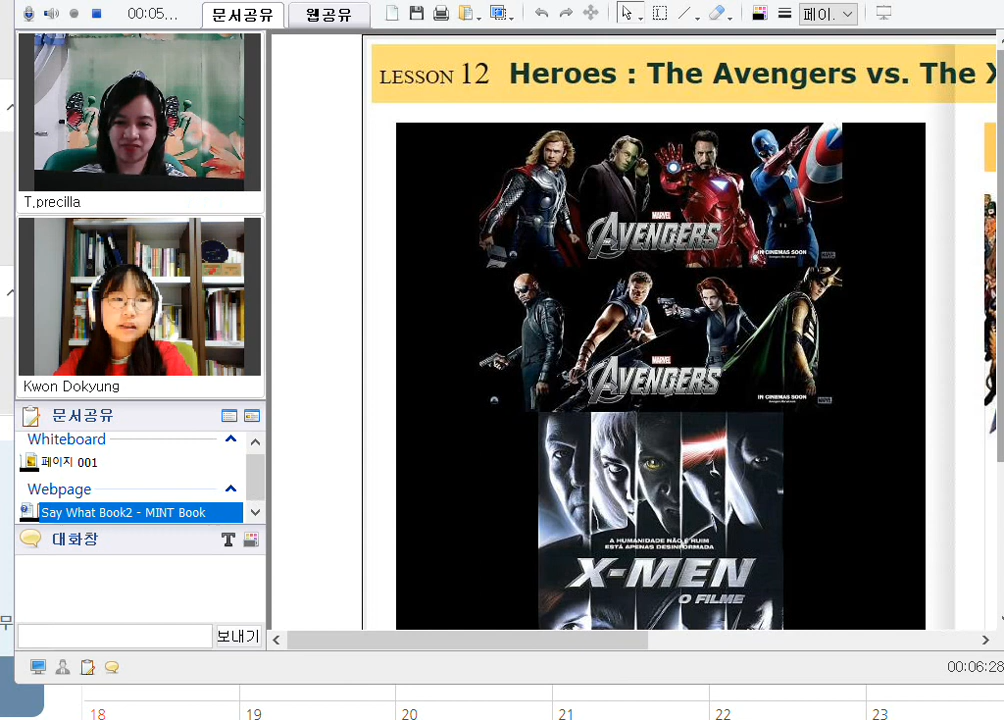 00:05...
문서공유
웹공유
페이.
T.precilla
Kwon Dokyung
문서공유
Whiteboard
페이지 001
Webpage
Say What Book2 - MINT Book
대화창
T
보내기
LESSON 12 Heroes : The Avengers vs. The X
MARVEL
AVENGERS
IN CINEMAS SOON
MARVEL
AVENGERS
IN CINEMAS SOON
A HUMANIDADE NÃO É RUIM
ESTÁ APENAS DESINFORMADA
X-MEN
O FILME
00:06:28
무
18
19
20
21
22
23